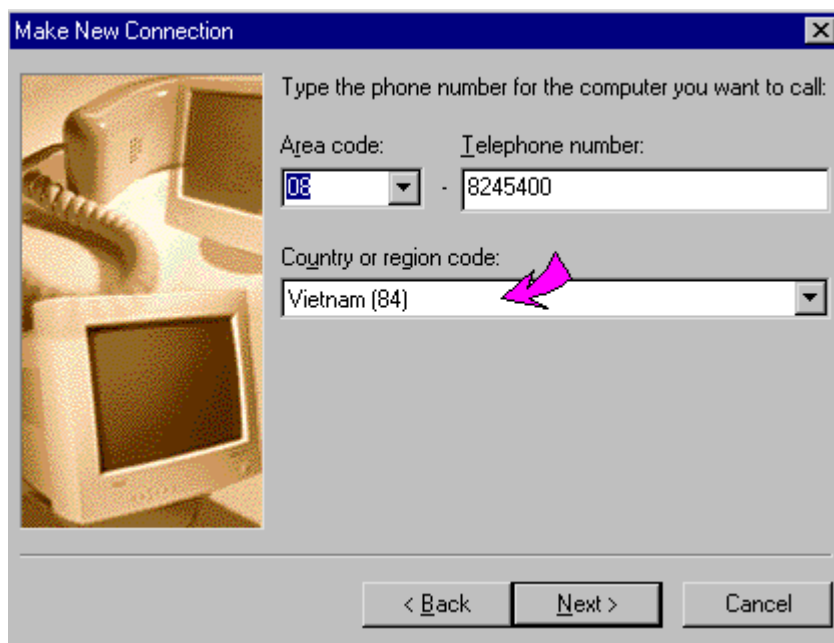 Make New Connection
Type the phone number for the computer you want to call:
Area code: Telephone number:
08 - 8245400
Country or region code:
Vietnam (84)
< Back Next > Cancel